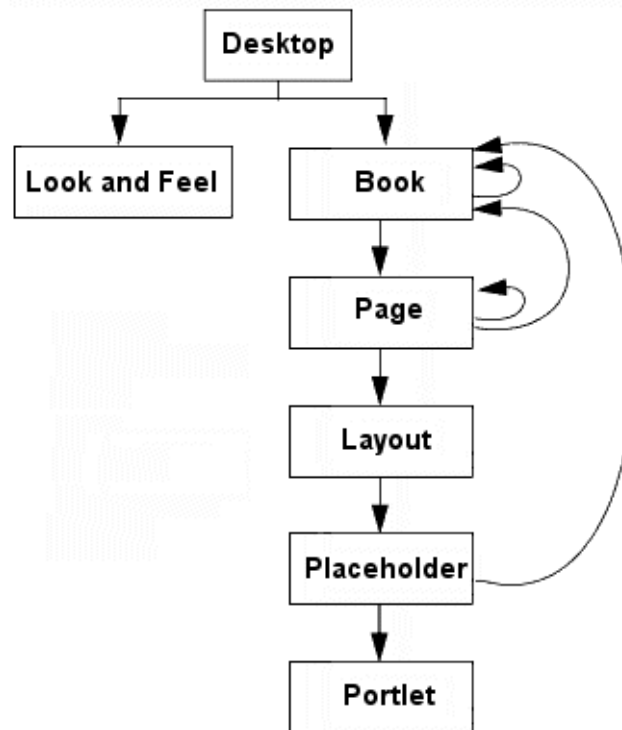 Desktop
Look and Feel
Book
Page
Layout
Placeholder
Portlet